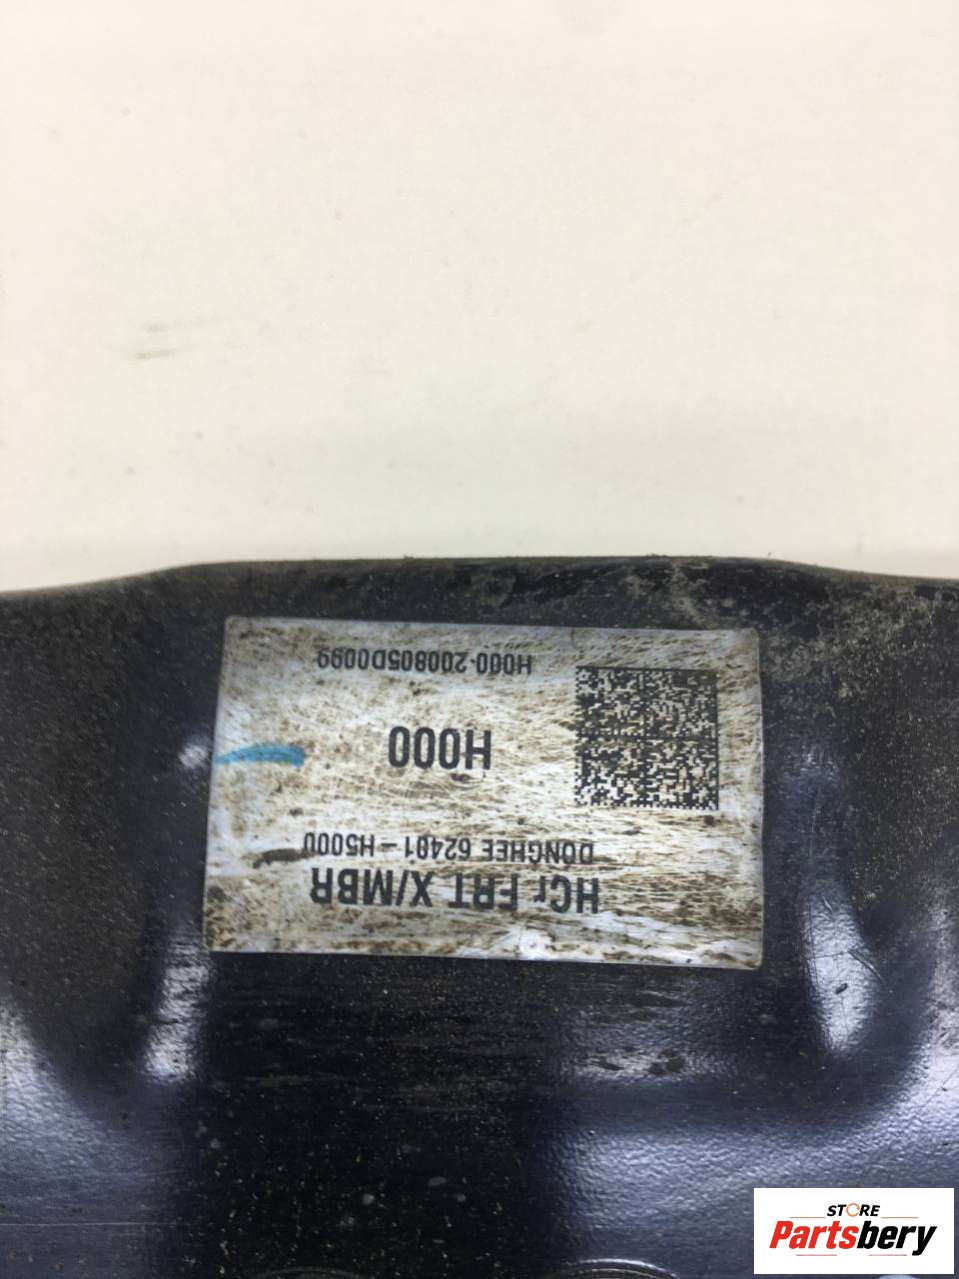 HCr FRT X/MBR
DONGHEE 62401-H5000
H000
H000-200805D0099
STORE
Partsbery